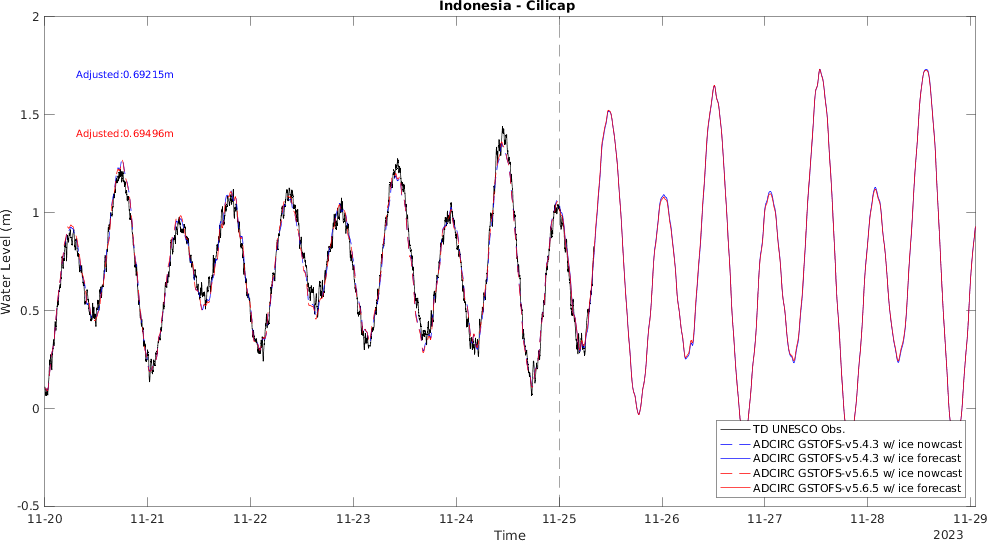 Indonesia - Cilicap
2
1.5
1
0.5
0
-0.5
Water Level (m)
Adjusted:0.69215m
Adjusted:0.69496m
TD UNESCO Obs.
ADCIRC GSTOFS-v5.4.3 w/ ice nowcast
ADCIRC GSTOFS-v5.4.3 w/ ice forecast
ADCIRC GSTOFS-v5.6.5 w/ ice nowcast
ADCIRC GSTOFS-v5.6.5 w/ ice forecast
11-20 11-21 11-22 11-23 11-24 11-25 11-26 11-27 11-28 11-29
Time
2023